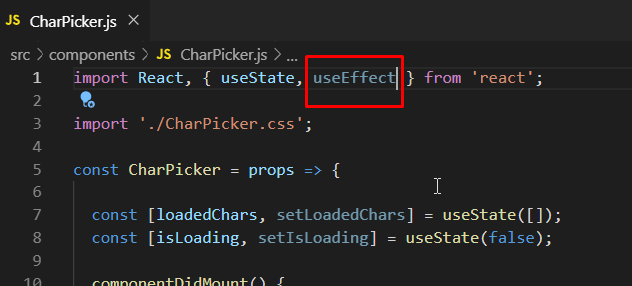 JS CharPicker.js ×
src > components > JS CharPicker.js > ...
1 import React, { useState, useEffect } from 'react';
2
3 import './CharPicker.css';
4
5 const CharPicker = props => {
6
7 const [loadedChars, setLoadedChars] = useState([]);
8 const [isLoading, setIsLoading] = useState(false);
9
10 componentDidMount() {